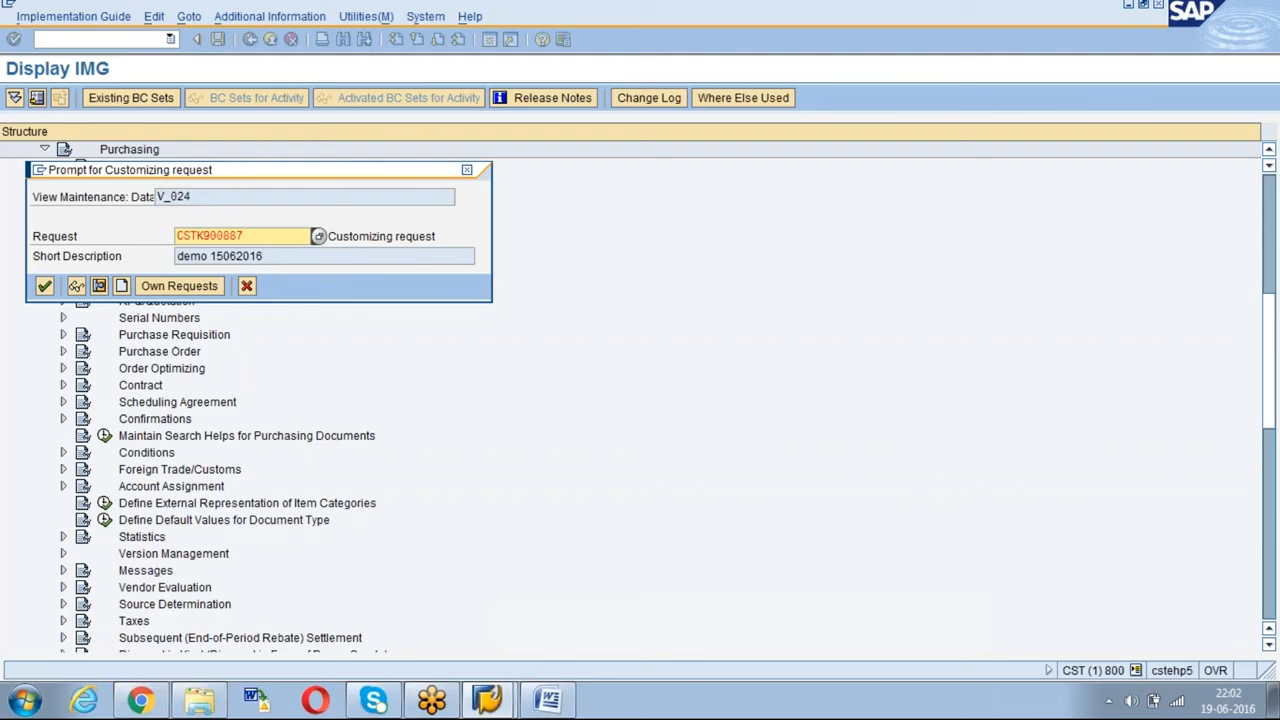 Implementation Guide Edit Goto Additional Information Utilities(M) System Help
SAP
Display IMG
Existing BC Sets BC Sets for Activity Activated BC Sets for Activity Release Notes Change Log Where Else Used
Structure
Purchasing
Prompt for Customizing request
View Maintenance: Data V_024
Request CSTK900887 Customizing request
Short Description demo 15062016
Own Requests
Serial Numbers
Purchase Requisition
Purchase Order
Order Optimizing
Contract
Scheduling Agreement
Confirmations
Maintain Search Helps for Purchasing Documents
Conditions
Foreign Trade/Customs
Account Assignment
Define External Representation of Item Categories
Define Default Values for Document Type
Statistics
Version Management
Messages
Vendor Evaluation
Source Determination
Taxes
Subsequent (End-of-Period Rebate) Settlement
CST (1) 800 cstehp5 OVR
22:02
19-06-2016